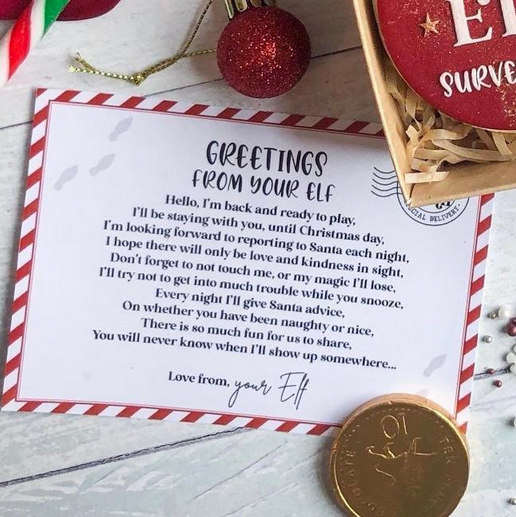 EL
SURVE
GREETINGS
FROM YOUR ELF
Hello, I'm back and ready to play,
I'll be staying with you, until Christmas day,
I'm looking forward to reporting to Santa each night,
I hope there will only be love and kindness in sight,
Don't forget to not touch me, or my magic I'll lose,
I'll try not to get into much trouble while you snooze,
Every night I'll give Santa advice,
On whether you have been naughty or nice,
There is so much fun for us to share,
You will never know when I'll show up somewhere...
Love from, your Elf
SPECIAL DELIVERY
10